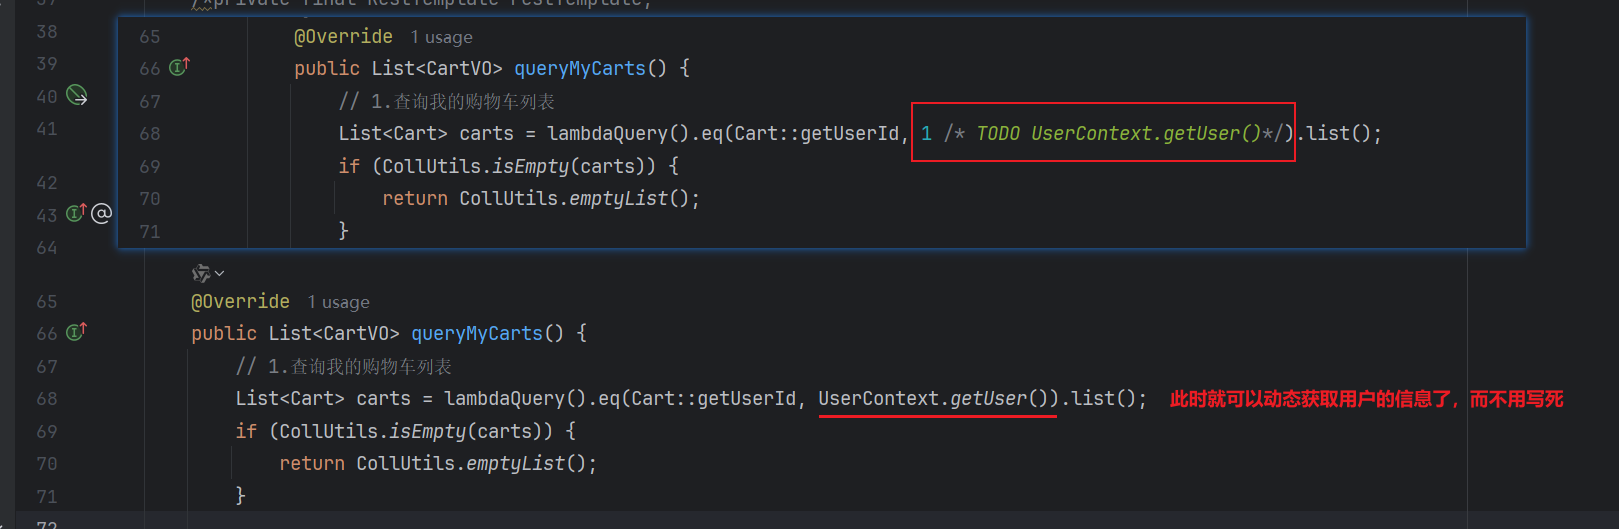 37 /*private final RestTemplate restTemplate;
38
39
40
41
42
43
64
65 @Override 1 usage
66 public List<CartVO> queryMyCarts() {
67 // 1.查询我的购物车列表
68 List<Cart> carts = lambdaQuery().eq(Cart::getUserId, 1 /* TODO UserContext.getUser()*/).list();
69 if (CollUtils.isEmpty(carts)) {
70 return CollUtils.emptyList();
71 }
65 @Override 1 usage
66 public List<CartVO> queryMyCarts() {
67 // 1.查询我的购物车列表
68 List<Cart> carts = lambdaQuery().eq(Cart::getUserId, UserContext.getUser()).list(); 此时就可以动态获取用户的信息了，而不用写死
69 if (CollUtils.isEmpty(carts)) {
70 return CollUtils.emptyList();
71 }
72